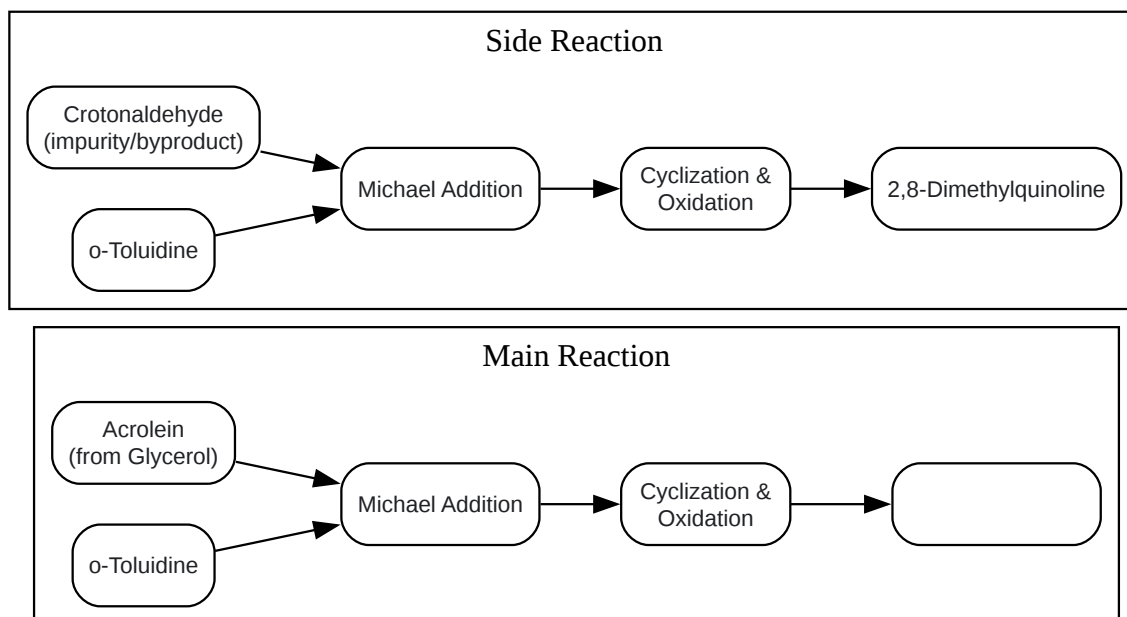 Side Reaction
Crotonaldehyde
(impurity/byproduct)
o-Toluidine
Michael Addition
Cyclization &
Oxidation
2,8-Dimethylquinoline
Main Reaction
Acrolein
(from Glycerol)
o-Toluidine
Michael Addition
Cyclization &
Oxidation